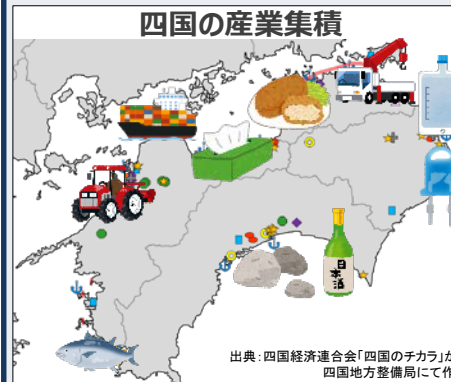 四国の産業集積
日本酒
出典：四国経済連合会「四国のチカラ」か
四国地方整備局にて作